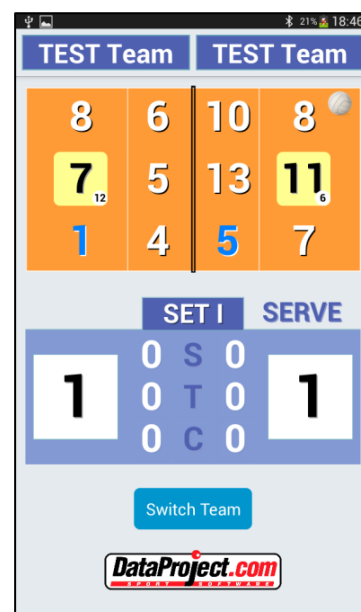 21% 18:46
TEST Team TEST Team
8 6 10 8
7 12 5 13 11 6
1 4 5 7
SET I SERVE
0 S 0
1 0 T 0 1
0 C 0
Switch Team
DataProject.com
SPORT SOFTWARE